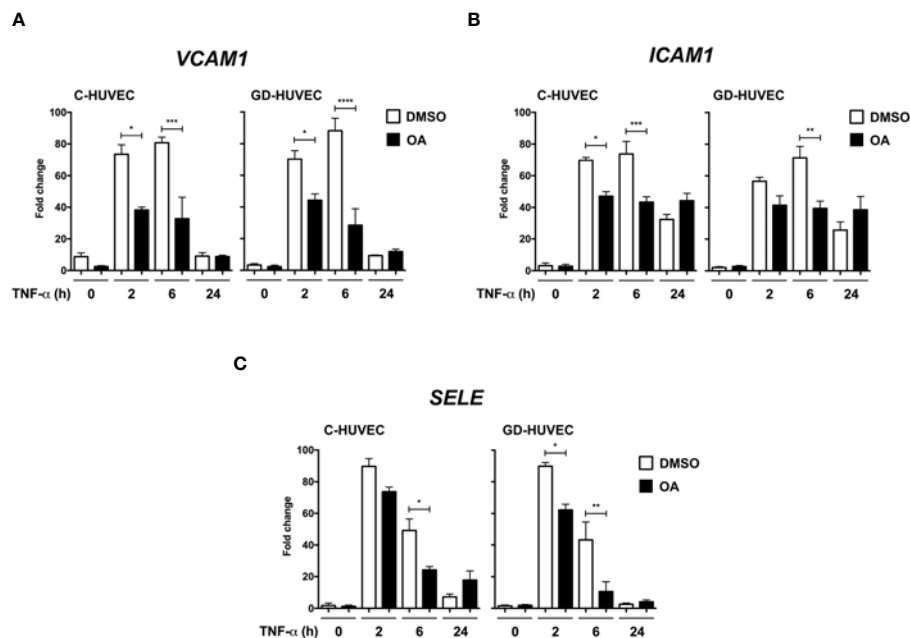 A
VCAM1
C-HUVEC
GD-HUVEC
DMSO
OA
Fold change
100
80
60
40
20
0
*
***
*
****
TNF-α (h)
0 2 6 24 0 2 6 24
B
ICAM1
C-HUVEC
GD-HUVEC
DMSO
OA
Fold change
100
80
60
40
20
0
*
***
**
TNF-α (h)
0 2 6 24 0 2 6 24
C
SELE
C-HUVEC
GD-HUVEC
DMSO
OA
Fold change
100
80
60
40
20
0
*
*
**
TNF-α (h)
0 2 6 24 0 2 6 24